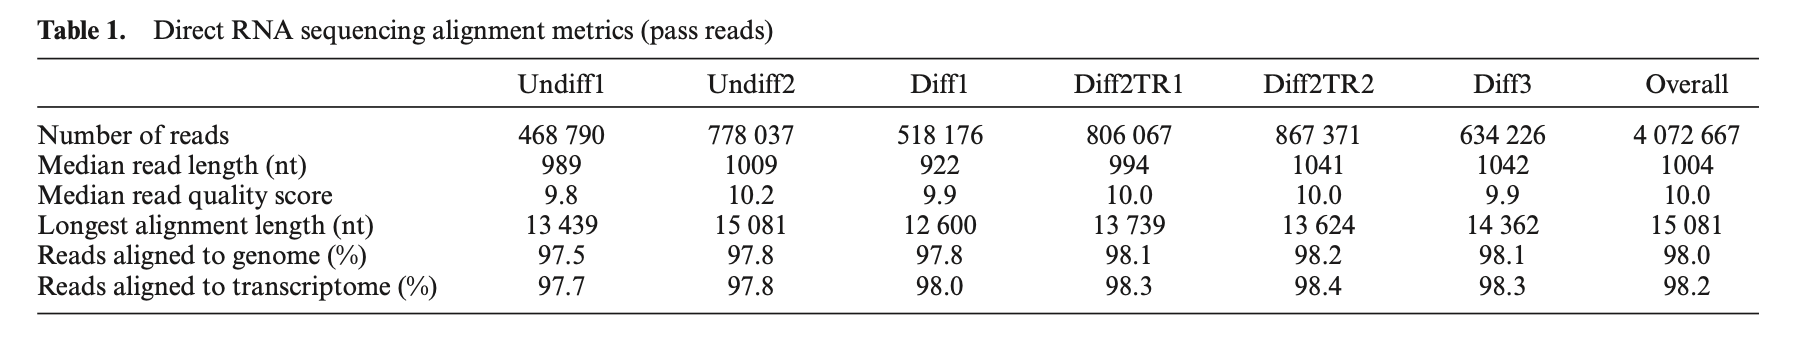 Table 1. Direct RNA sequencing alignment metrics (pass reads)
Undiff1 Undiff2 Diff1 Diff2TR1 Diff2TR2 Diff3 Overall
Number of reads 468 790 778 037 518 176 806 067 867 371 634 226 4 072 667
Median read length (nt) 989 1009 922 994 1041 1042 1004
Median read quality score 9.8 10.2 9.9 10.0 10.0 9.9 10.0
Longest alignment length (nt) 13 439 15 081 12 600 13 739 13 624 14 362 15 081
Reads aligned to genome (%) 97.5 97.8 97.8 98.1 98.2 98.1 98.0
Reads aligned to transcriptome (%) 97.7 97.8 98.0 98.3 98.4 98.3 98.2